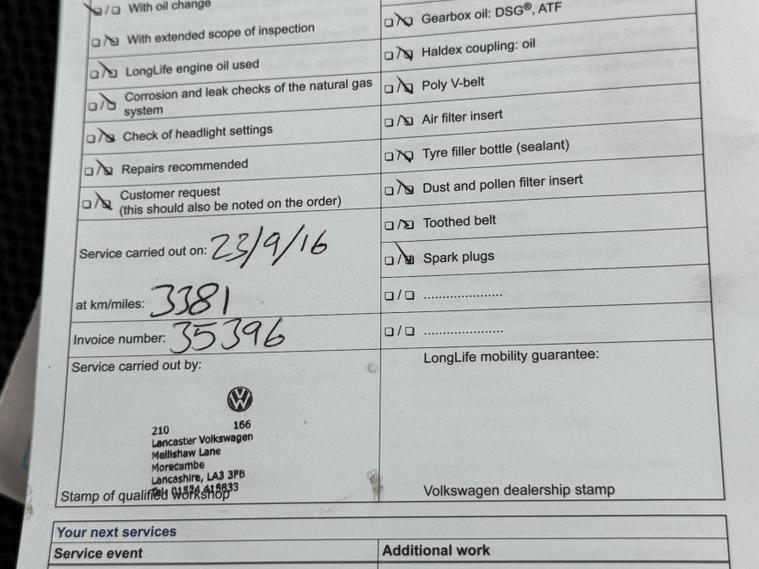 With oil change
With extended scope of inspection
LongLife engine oil used
Corrosion and leak checks of the natural gas
system
Check of headlight settings
Repairs recommended
Customer request
(this should also be noted on the order)
Service carried out on: 23/9/16
at km/miles: 3381
Invoice number: 35396
Service carried out by:
VW
210 166
Lancaster Volkswagen
Mellishaw Lane
Morecambe
Lancashire, LA3 3FB
Stamp of qualified workshop
Gearbox oil: DSG®, ATF
Haldex coupling: oil
Poly V-belt
Air filter insert
Tyre filler bottle (sealant)
Dust and pollen filter insert
Toothed belt
Spark plugs
/ ......................
/ ......................
LongLife mobility guarantee:
Volkswagen dealership stamp
Your next services
Service event
Additional work